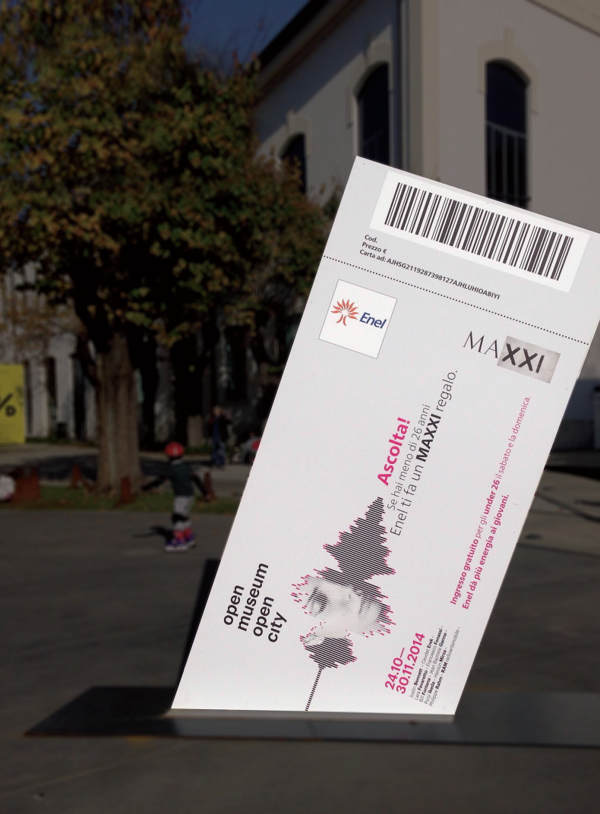 Cod.
Prezzo €
Carta ad: AJHSG2119287398127AJHLUHIOABIYI
Enel
MAXXI
Ascolta!
Se hai meno di 26 anni
Enel ti fa un MAXXI regalo.
Ingresso gratuito per gli under 26 il sabato e la domenica.
Enel dà più energia ai giovani.
open
museum
open
city
24.10—
30.11.2014
%